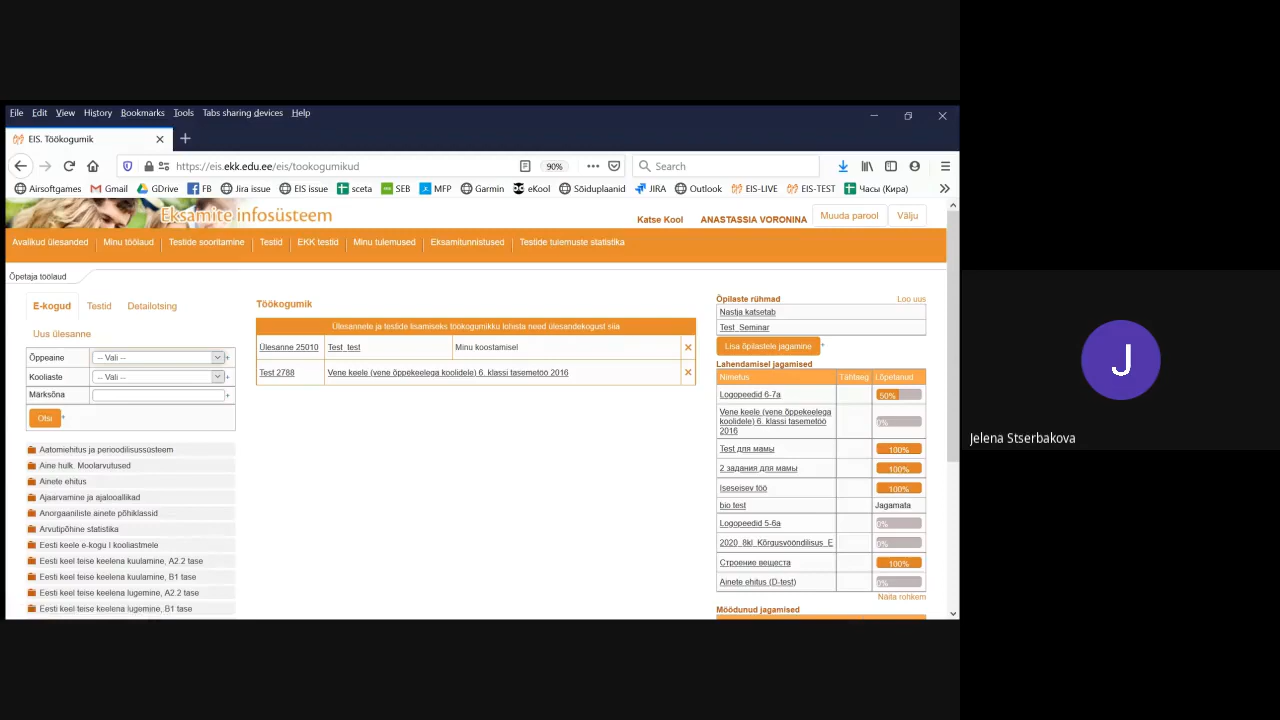 File Edit View History Bookmarks Tools Tabs sharing devices Help
EIS. Töökogumik
https://eis.ekk.edu.ee/eis/tookogumikud
90%
Search
Airsoftgames Gmail GDrive FB Jira issue EIS issue sceta SEB MFP Garmin eKool Sõiduplaanid JIRA Outlook EIS-LIVE EIS-TEST Часы (Кира)
Eksamite infosüsteem
Katse Kool ANASTASSIA VORONINA Muuda parool Välju
Avalikud ülesanded Minu töölaud Testide sooritamine Testid EKK testid Minu tulemused Eksamitunnistused Testide tulemuste statistika
Õpetaja töölaud
E-kogud Testid Detailotsing
Uus ülesanne
Õppeaine -- Vali --
Kooliaste -- Vali --
Märksõna
Otsi
Aatomiehitus ja perioodilisussüsteem
Aine hulk. Moolarvutused
Ainete ehitus
Ajaarvamine ja ajalooallikad
Anorgaaniliste ainete põhiklassid
Arvutipõhine statistika
Eesti keele e-kogu I kooliastmele
Eesti keel teise keelena kuulamine, A2.2 tase
Eesti keel teise keelena kuulamine, B1 tase
Eesti keel teise keelena lugemine, A2.2 tase
Eesti keel teise keelena lugemine, B1 tase
Töökogumik
Ülesannete ja testide lisamiseks töökogumikku lohista need ülesandekogust siia
Ülesanne 25010 Test_test Minu koostamisel
Test 2788 Vene keele (vene õppekeelega koolidele) 6. klassi tasemetöö 2016
Õpilaste rühmad Loo uus
Nastja katsetab
Test_Seminar
Lisa õpilastele jagamine
Lahendamisel jagamised
Nimetus Tähtaeg Lõpetanud
Logopeedid 6-7a 50%
Vene keele (vene õppekeelega
koolidele) 6. klassi tasemetöö
2016 0%
Test для мамы 100%
2 задания для мамы 100%
Iseseisev töö 100%
bio test Jagamata
Logopeedid 5-6a 0%
2020_8kl_Kõrgusvööndilisus_E 0%
Строение вещества 100%
Ainete ehitus (D-test) 0%
Näita rohkem
Möödunud jagamised
J
Jelena Stserbakova